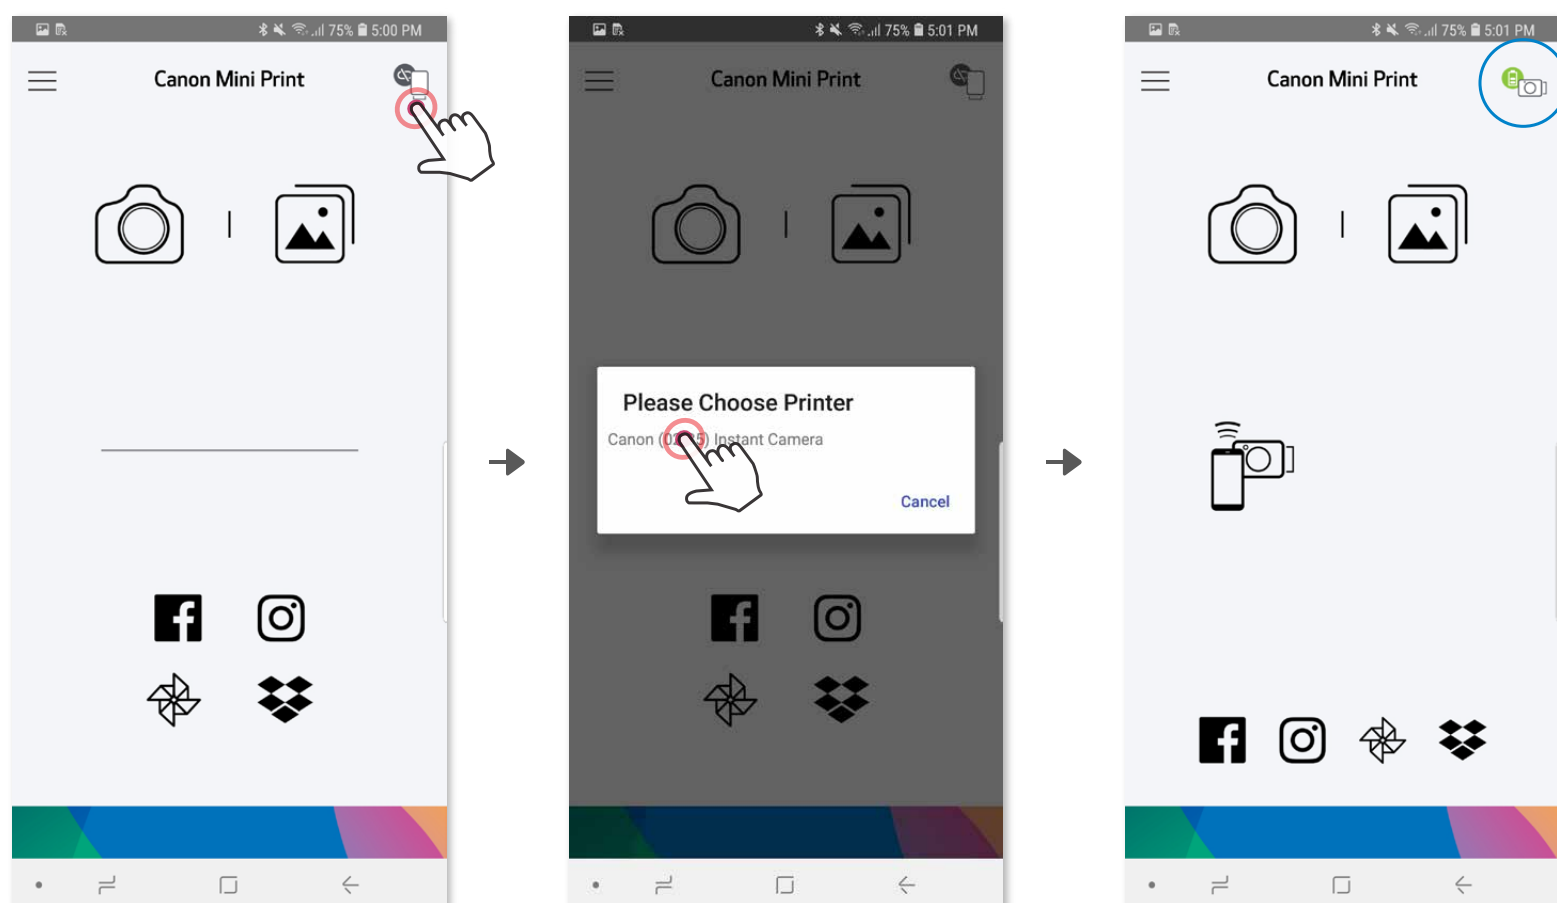 75% 5:00 PM
Canon Mini Print
75% 5:01 PM
Canon Mini Print
Please Choose Printer
Canon ( ) Instant Camera
Cancel
75% 5:01 PM
Canon Mini Print